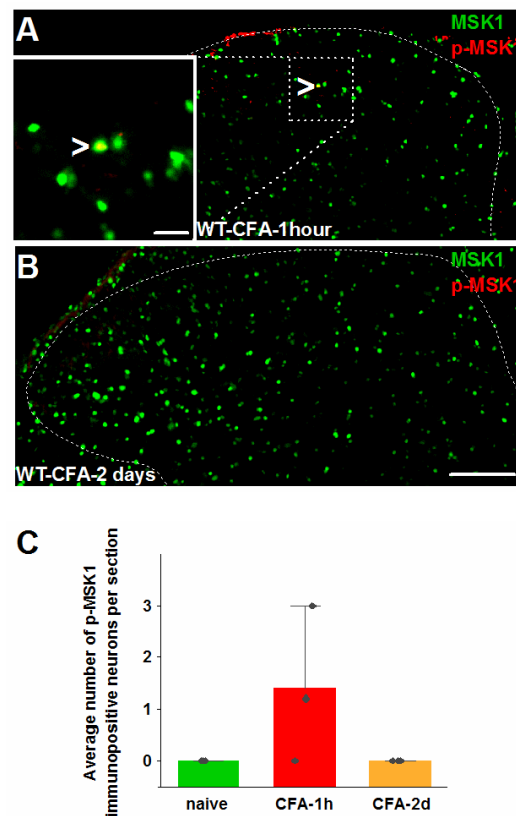 A
MSK1
p-MSK
>
>
WT-CFA-1hour
B
MSK1
p-MSK1
WT-CFA-2 days
C
Average number of p-MSK1
immunopositive neurons per section
3
2
1
0
naive
CFA-1h
CFA-2d